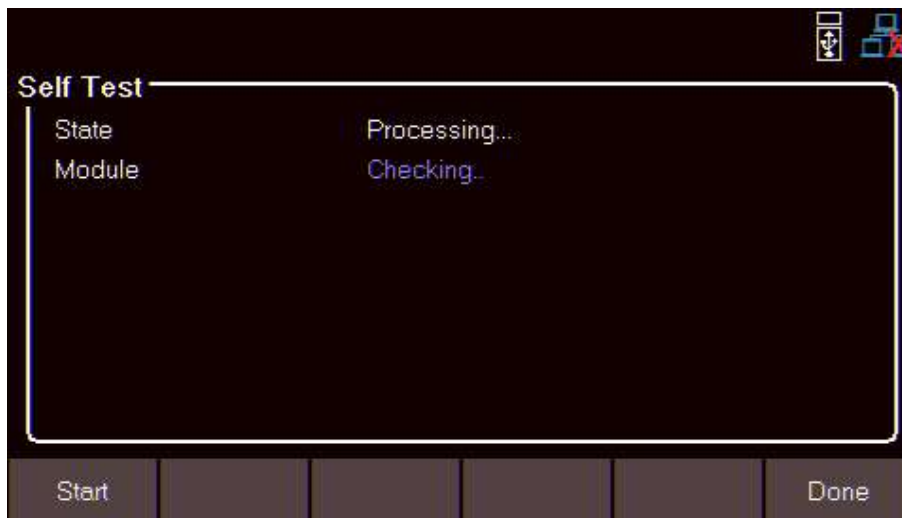 Self Test
State Processing...
Module Checking..
Start Done